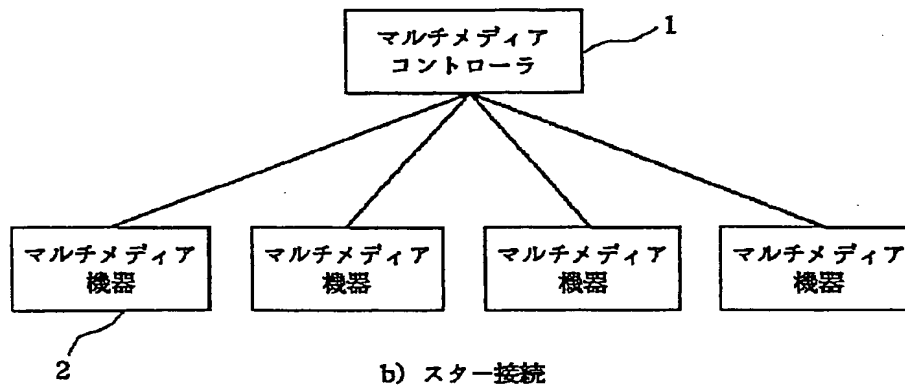 マルチメディア
コントローラ
1
マルチメディア
機器
マルチメディア
機器
マルチメディア
機器
マルチメディア
機器
2
b) スター接続